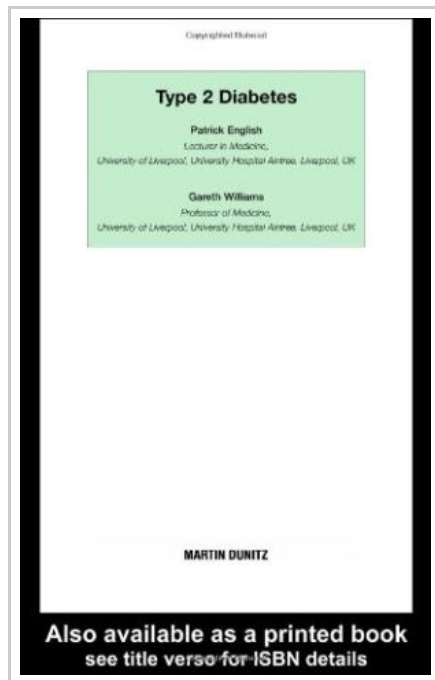 Copyrighted Material
Type 2 Diabetes
Patrick English
Lecturer in Medicine,
University of Liverpool, University Hospital Aintree, Liverpool, UK
Gareth Williams
Professor of Medicine,
University of Liverpool, University Hospital Aintree, Liverpool, UK
MARTIN DUNITZ
Also available as a printed book
see title verso for ISBN details